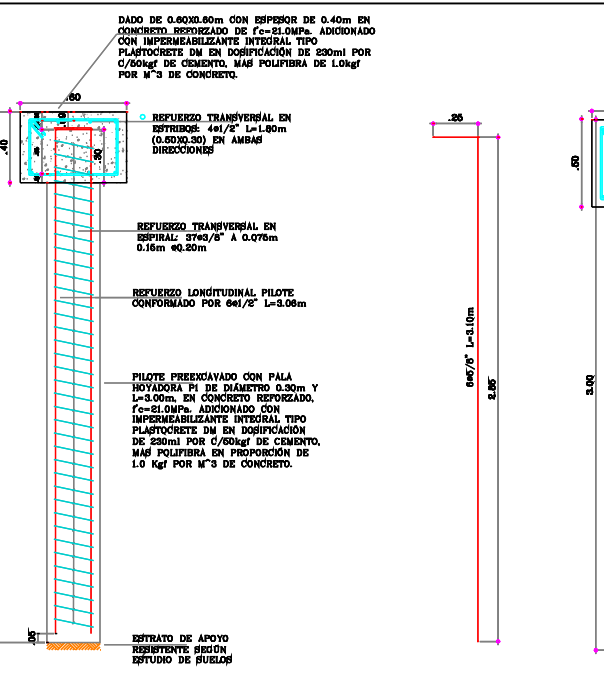 DADO DE 0.60X0.60m CON ESPESOR DE 0.40m EN
CONCRETO REFORZADO DE f'c=21.0MPa. ADICIONADO
CON IMPERMEABILIZANTE INTEGRAL TIPO
PLASTOCRETE DM EN DOSIFICACIÓN DE 230ml POR
C/50kgf DE CEMENTO, MAS POLIFIBRA DE 1.0kgf
POR M^3 DE CONCRETO.
.60
REFUERZO TRANSVERSAL EN
ESTRIBOS: 4ø1/2" L=1.80m
(0.50X0.30) EN AMBAS
DIRECCIONES
.10
.40
.30
.25
.50
REFUERZO TRANSVERSAL EN
ESPIRAL: 37ø3/8" A 0.075m
0.15m ø0.20m
REFUERZO LONGITUDINAL PILOTE
CONFORMADO POR 6ø1/2" L=3.06m
6ø5/8" L=3.10m
2.85
3.00
PILOTE PREEXCAVADO CON PALA
HOYADORA P1 DE DIÁMETRO 0.30m Y
L=3.00m, EN CONCRETO REFORZADO,
f'c=21.0MPa. ADICIONADO CON
IMPERMEABILIZANTE INTEGRAL TIPO
PLASTOCRETE DM EN DOSIFICACIÓN
DE 230ml POR C/50kgf DE CEMENTO,
MAS POLIFIBRA EN PROPORCIÓN DE
1.0 Kgf POR M^3 DE CONCRETO.
.05
ESTRATO DE APOYO
RESISTENTE SEGÚN
ESTUDIO DE SUELOS